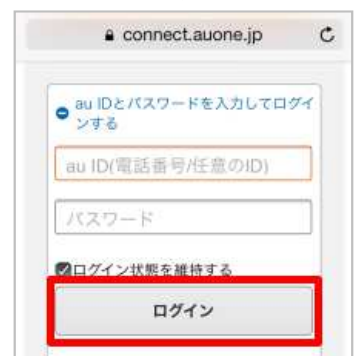 connect.auone.jp
au IDとパスワードを入力してログイ
ンする
au ID(電話番号/任意のID)
パスワード
ログイン状態を維持する
ログイン